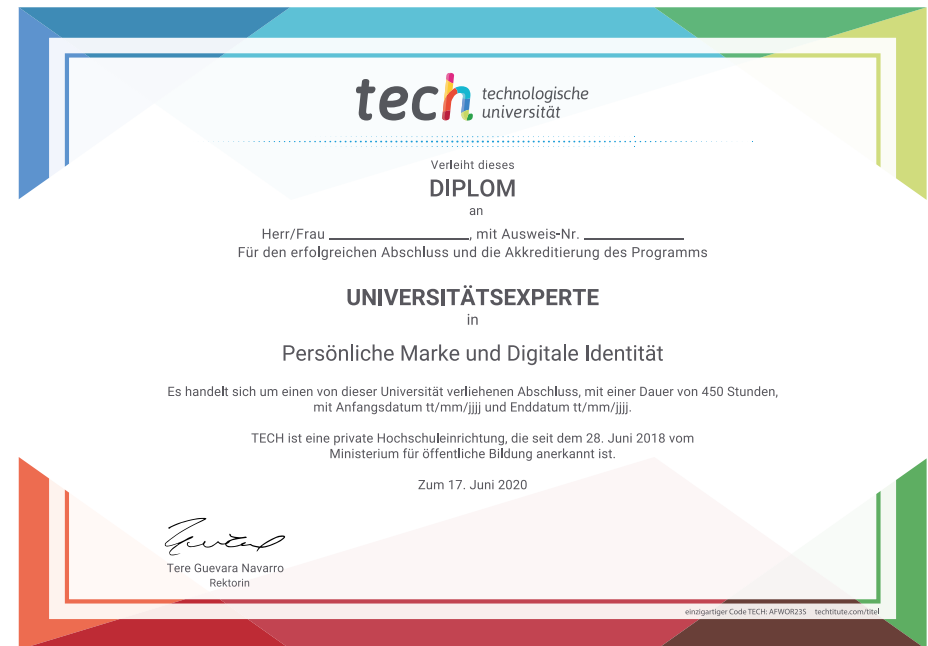 tech technologische
universität
Verleiht dieses
DIPLOM
an
Herr/Frau ____________________, mit Ausweis-Nr. ______________
Für den erfolgreichen Abschluss und die Akkreditierung des Programms
UNIVERSITÄTSEXPERTE
in
Persönliche Marke und Digitale Identität
Es handelt sich um einen von dieser Universität verliehenen Abschluss, mit einer Dauer von 450 Stunden,
mit Anfangsdatum tt/mm/jjjj und Enddatum tt/mm/jjjj.
TECH ist eine private Hochschuleinrichtung, die seit dem 28. Juni 2018 vom
Ministerium für öffentliche Bildung anerkannt ist.
Zum 17. Juni 2020
Tere Guevara Navarro
Rektorin
einzigartiger Code TECH: AFWOR23S techtitute.com/titel